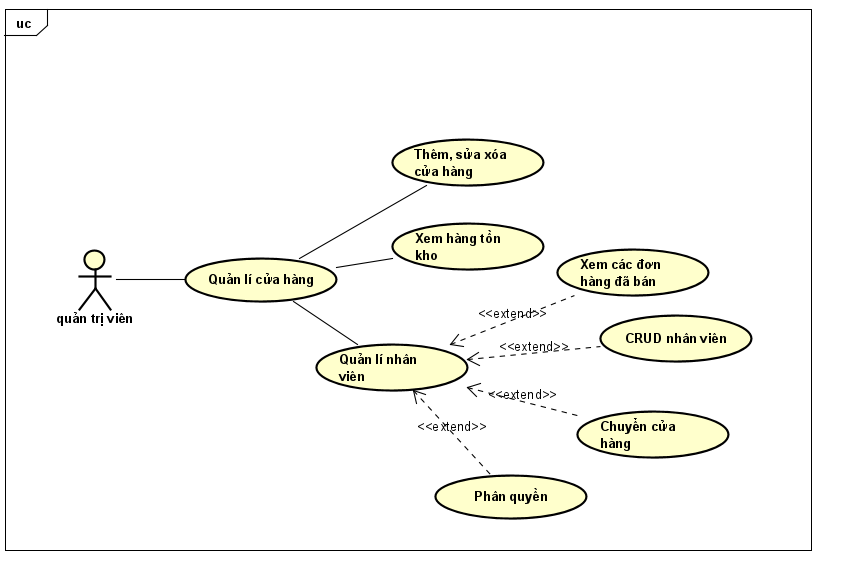 uc
Thêm, sửa xóa
cửa hàng
Xem hàng tồn
kho
Xem các đơn
hàng đã bán
Quản lí cửa hàng
<<extend>>
quản trị viên
CRUD nhân viên
<<extend>>
Quản lí nhân
viên
<<extend>>
Chuyển cửa
hàng
<<extend>>
Phân quyền